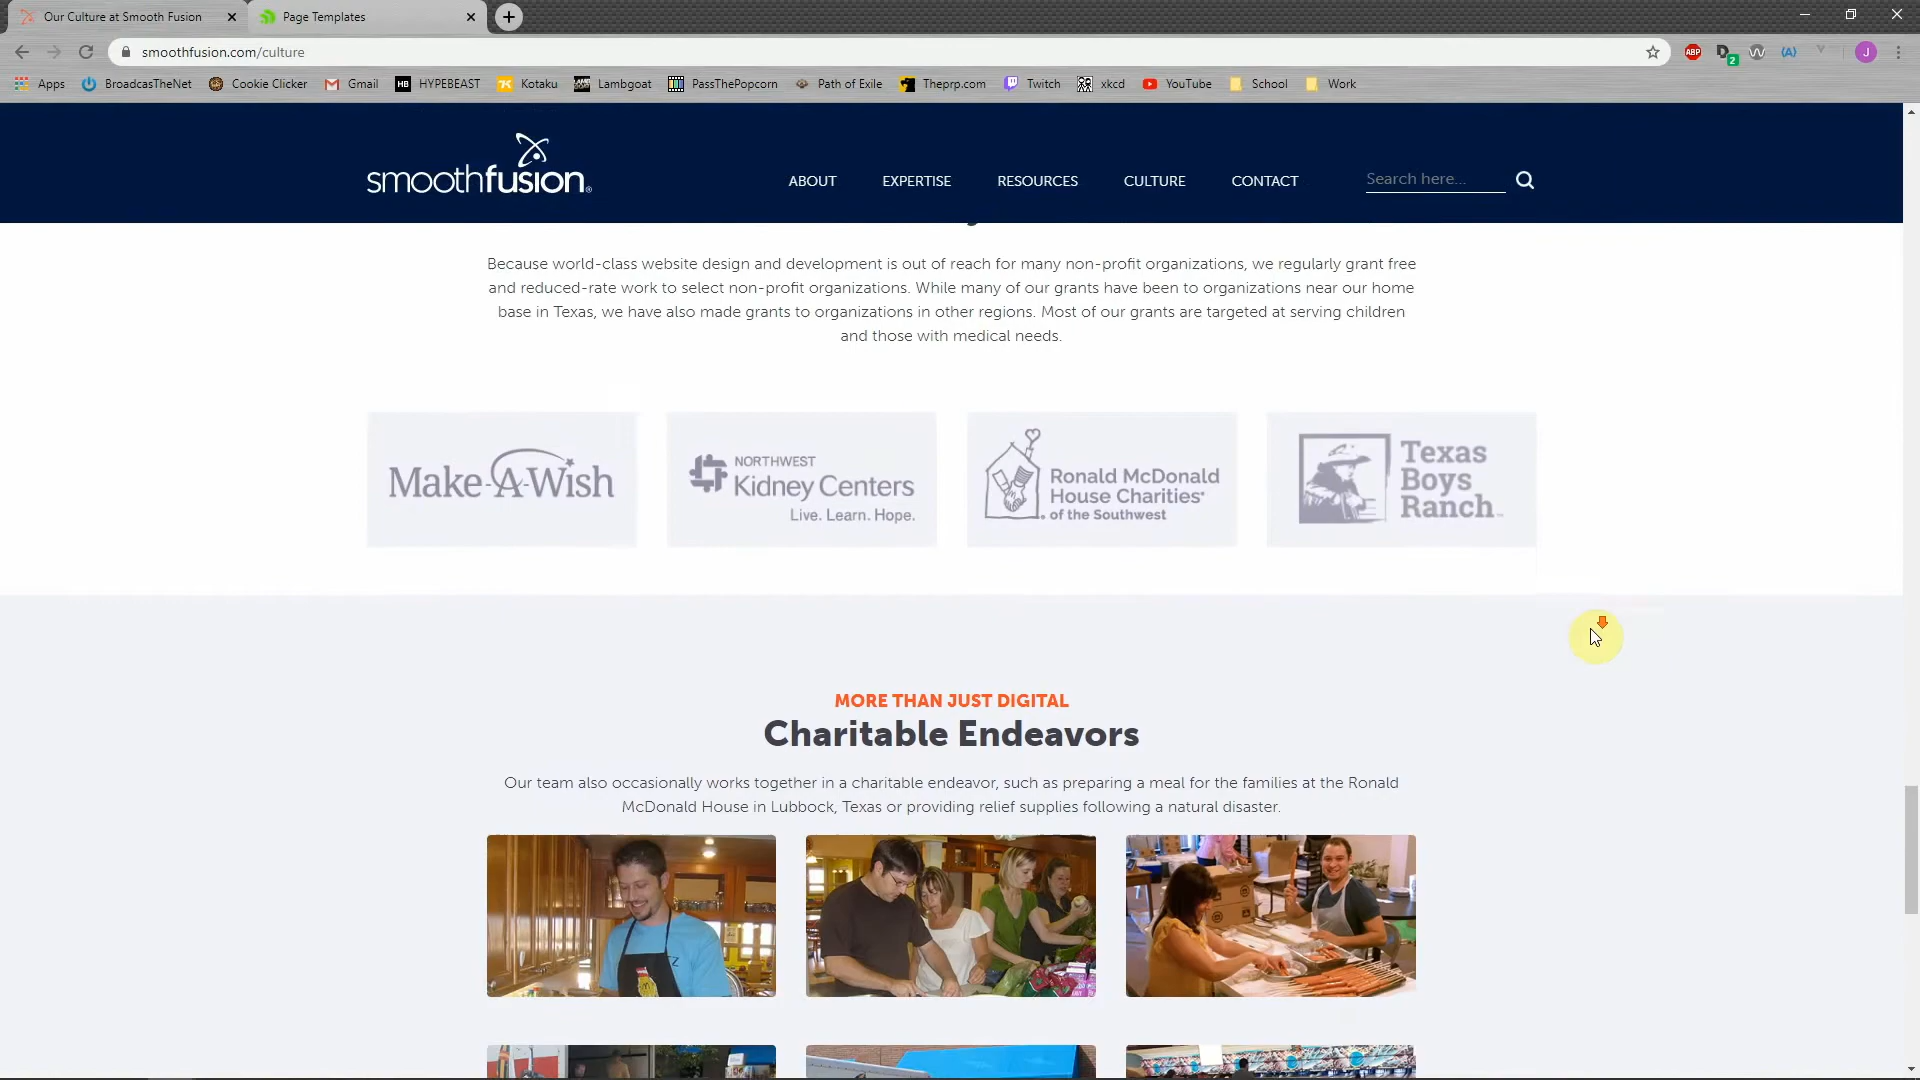 Our Culture at Smooth Fusion
Page Templates
smoothfusion.com/culture
ABP
2
J
Apps
BroadcasTheNet
Cookie Clicker
Gmail
HB
HYPEBEAST
Kotaku
Lambgoat
PassThePopcorn
Path of Exile
Theprp.com
Twitch
xkcd
YouTube
School
Work
smoothfusion®
ABOUT
EXPERTISE
RESOURCES
CULTURE
CONTACT
Search here...
Because world-class website design and development is out of reach for many non-profit organizations, we regularly grant free
and reduced-rate work to select non-profit organizations. While many of our grants have been to organizations near our home
base in Texas, we have also made grants to organizations in other regions. Most of our grants are targeted at serving children
and those with medical needs.
Make-A-Wish
NORTHWEST
Kidney Centers
Live. Learn. Hope.
Ronald McDonald
House Charities®
of the Southwest
Texas
Boys
Ranch™
MORE THAN JUST DIGITAL
Charitable Endeavors
Our team also occasionally works together in a charitable endeavor, such as preparing a meal for the families at the Ronald
McDonald House in Lubbock, Texas or providing relief supplies following a natural disaster.